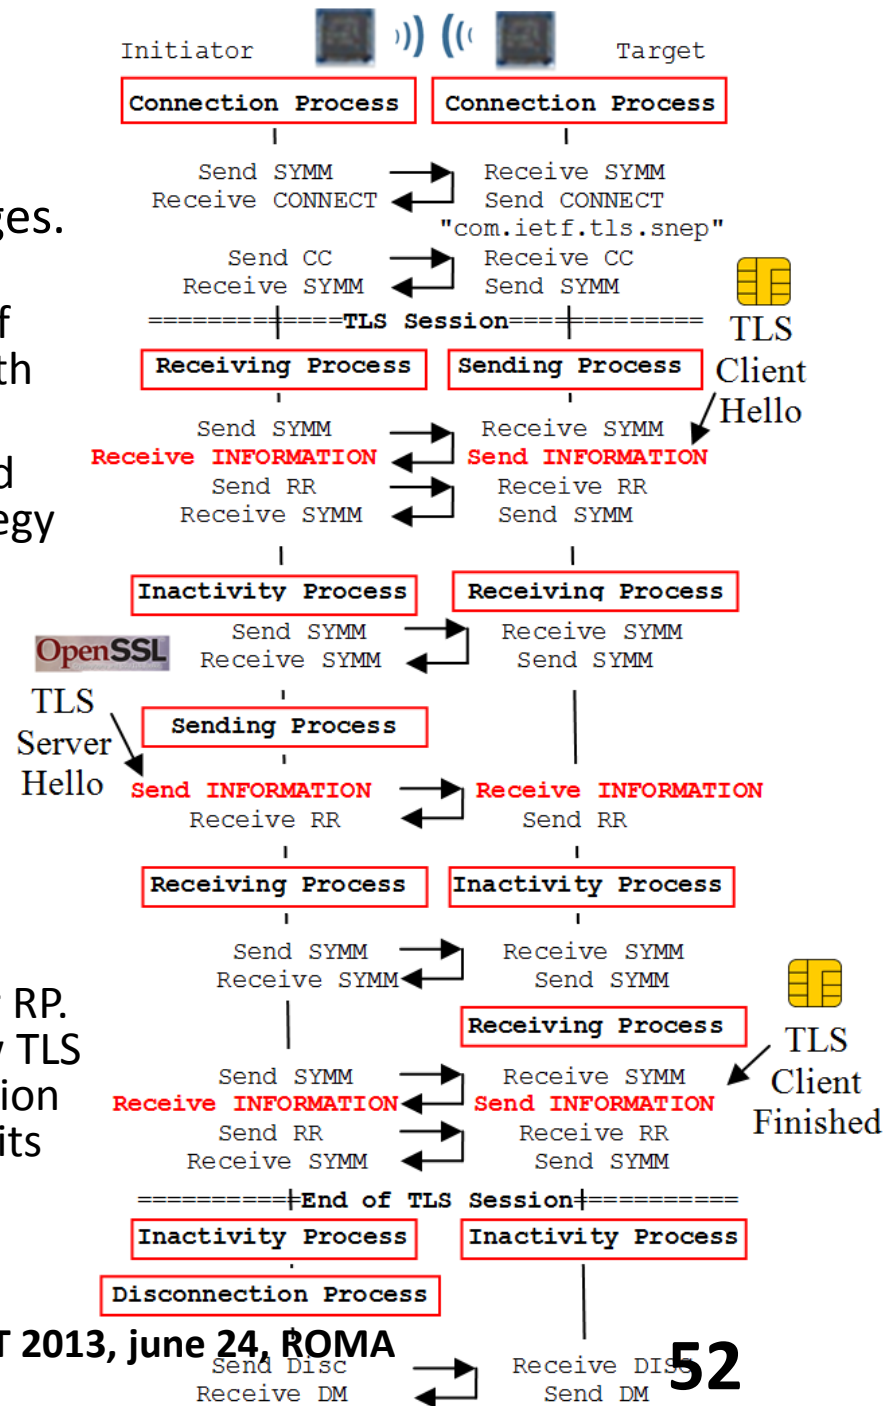 Initiator Target
Connection Process Connection Process
Send SYMM Receive SYMM
Receive CONNECT Send CONNECT
"com.ietf.tls.snep"
Send CC Receive CC
Receive SYMM Send SYMM
=========╪====TLS Session====╪===========
Receiving Process Sending Process
Send SYMM Receive SYMM
Receive INFORMATION Send INFORMATION
Send RR Receive RR
Receive SYMM Send SYMM
TLS
Client
Hello
ges.
f
th
d
egy
Inactivity Process Receiving Process
Send SYMM Receive SYMM
Receive SYMM Send SYMM
OpenSSL
TLS
Server
Hello
Sending Process
Send INFORMATION Receive INFORMATION
Receive RR Send RR
Receiving Process Inactivity Process
Send SYMM Receive SYMM
Receive SYMM Send SYMM
Receiving Process
Send SYMM Receive SYMM
Receive INFORMATION Send INFORMATION
Send RR Receive RR
Receive SYMM Send SYMM
TLS
Client
Finished
RP.
TLS
ion
its
==========╪End of TLS Session╪==========
Inactivity Process Inactivity Process
Disconnection Process
T 2013, june 24, ROMA
Send Disc Receive DISC
Receive DM Send DM
52